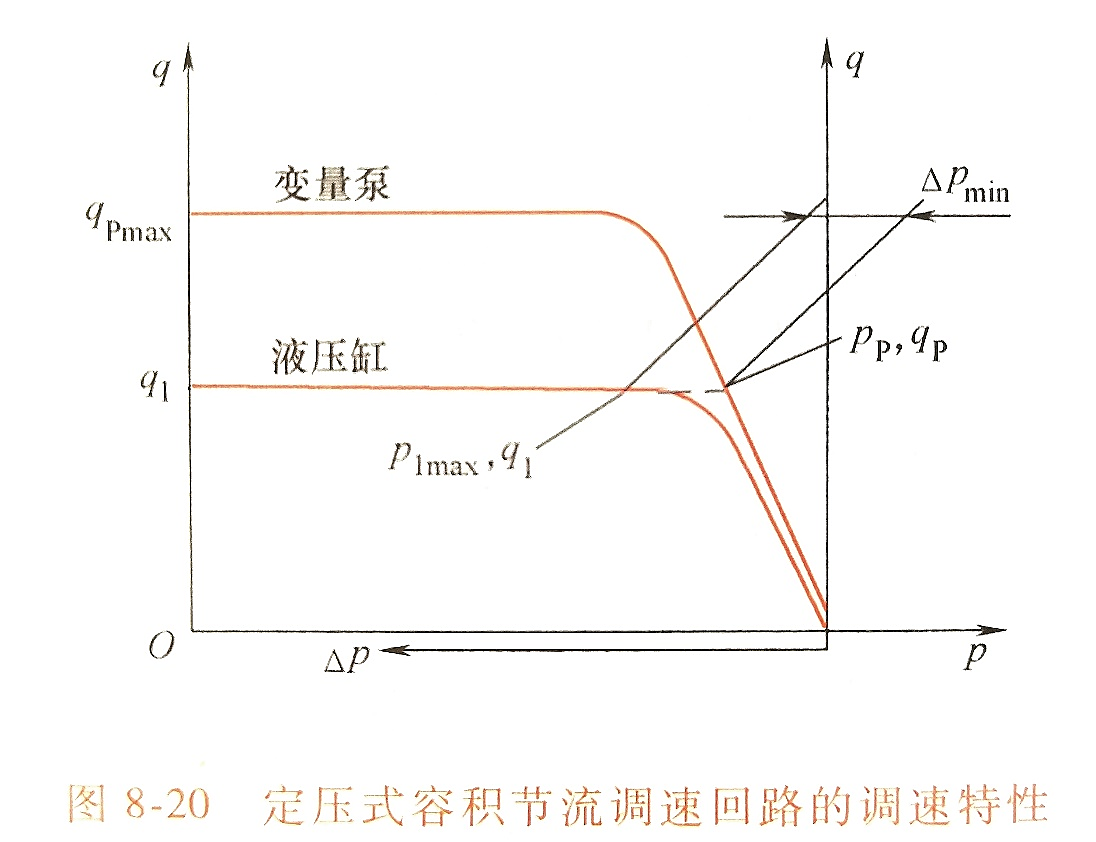 q
q
变量泵
Δp_min
q_Pmax
液压缸
p_P, q_P
q_1
p_1max, q_1
O
Δp
p
图 8-20 定压式容积节流调速回路的调速特性